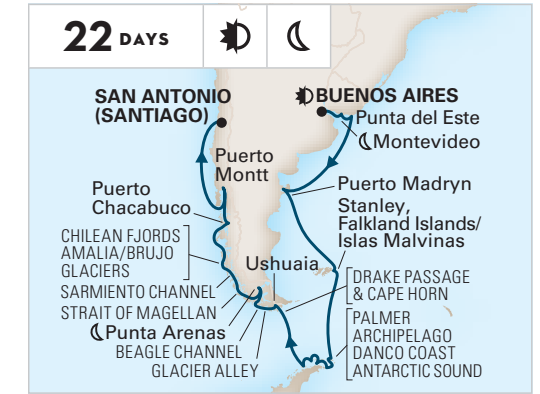 22 DAYS
SAN ANTONIO
(SANTIAGO)
BUENOS AIRES
Punta del Este
Montevideo
Puerto
Montt
Puerto Madryn
Puerto
Chacabuco
Stanley,
Falkland Islands/
Islas Malvinas
CHILEAN FJORDS
AMALIA/BRUJO
GLACIERS
Ushuaia
SARMIENTO CHANNEL
STRAIT OF MAGELLAN
Punta Arenas
BEAGLE CHANNEL
GLACIER ALLEY
DRAKE PASSAGE
& CAPE HORN
PALMER
ARCHIPELAGO
DANCO COAST
ANTARCTIC SOUND